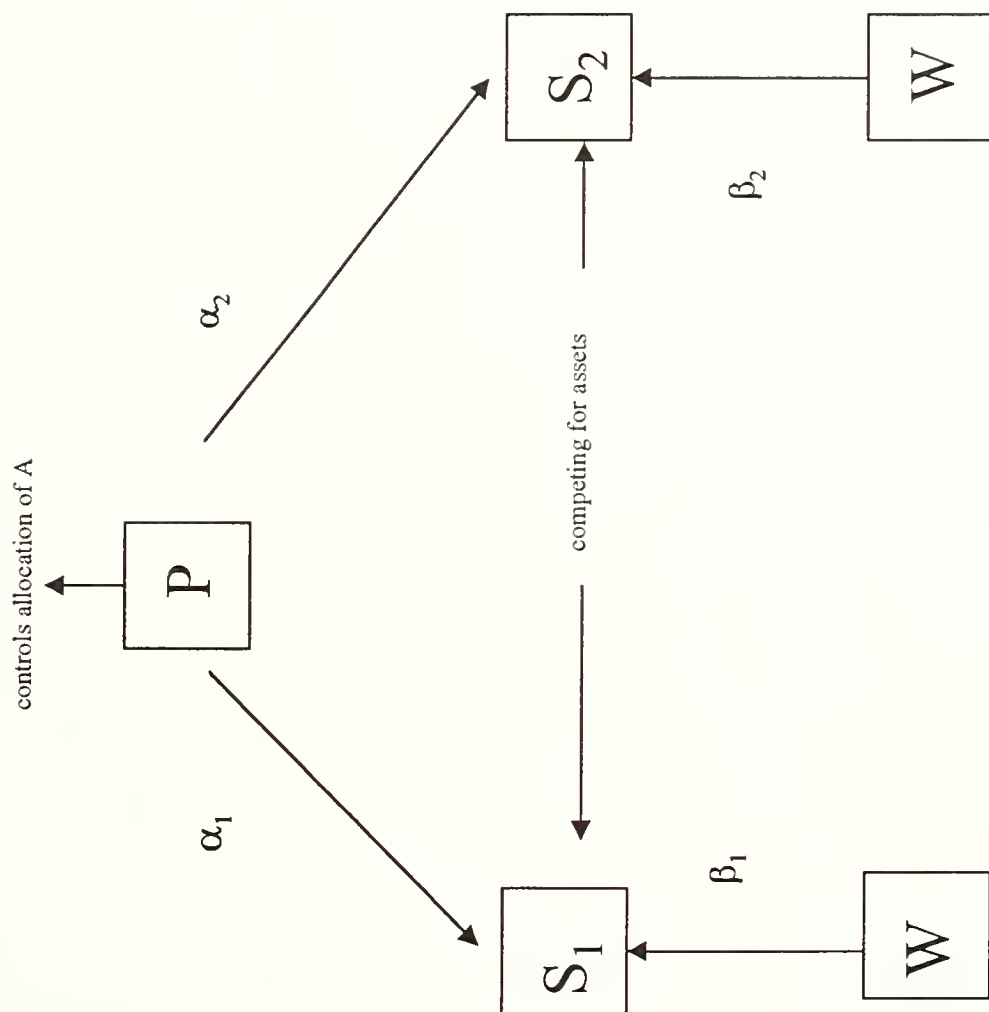 controls allocation of A
P
α₁
α₂
S₁
competing for assets
S₂
β₁
β₂
W
W